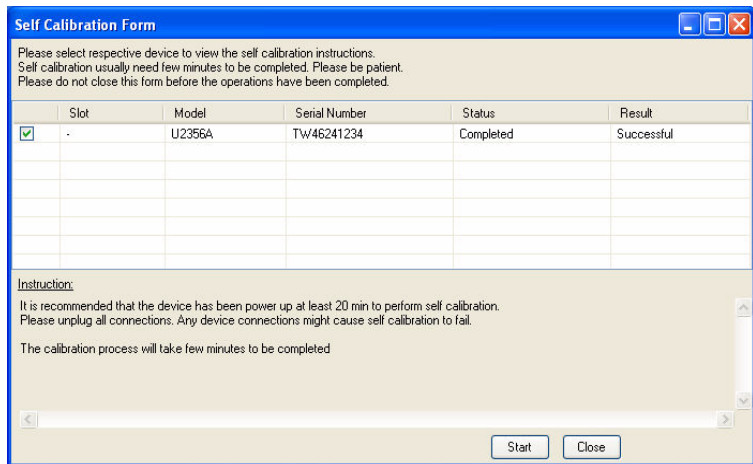 Self Calibration Form
Please select respective device to view the self calibration instructions.
Self calibration usually need few minutes to be completed. Please be patient.
Please do not close this form before the operations have been completed.
Slot Model Serial Number Status Result
- U2356A TW46241234 Completed Successful
Instruction:
It is recommended that the device has been power up at least 20 min to perform self calibration.
Please unplug all connections. Any device connections might cause self calibration to fail.
The calibration process will take few minutes to be completed
Start Close